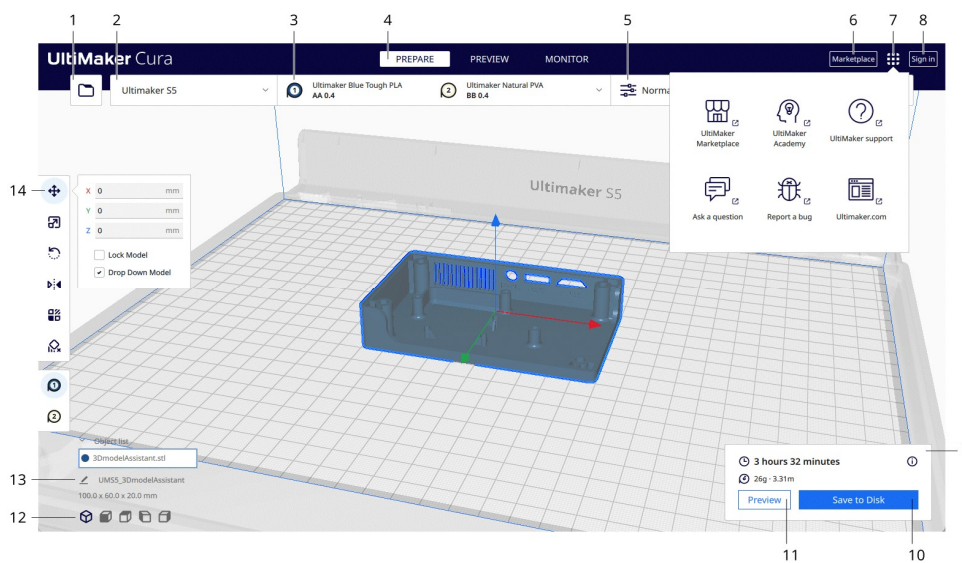 1 2 3 4 5 6 7 8
UltiMaker Cura PREPARE PREVIEW MONITOR Marketplace Sign in
Ultimaker S5
1 Ultimaker Blue Tough PLA
AA 0.4
2 Ultimaker Natural PVA
BB 0.4
UltiMaker
Marketplace
UltiMaker
Academy
UltiMaker support
Ask a question
Report a bug
Ultimaker.com
Ultimaker S5
14
X 0 mm
Y 0 mm
Z 0 mm
Lock Model
Drop Down Model
1
2
Object list
3DmodelAssistant.stl
13 UMS5_3DmodelAssistant
100.0 x 60.0 x 20.0 mm
12
3 hours 32 minutes
26g · 3.31m
Preview Save to Disk
11 10